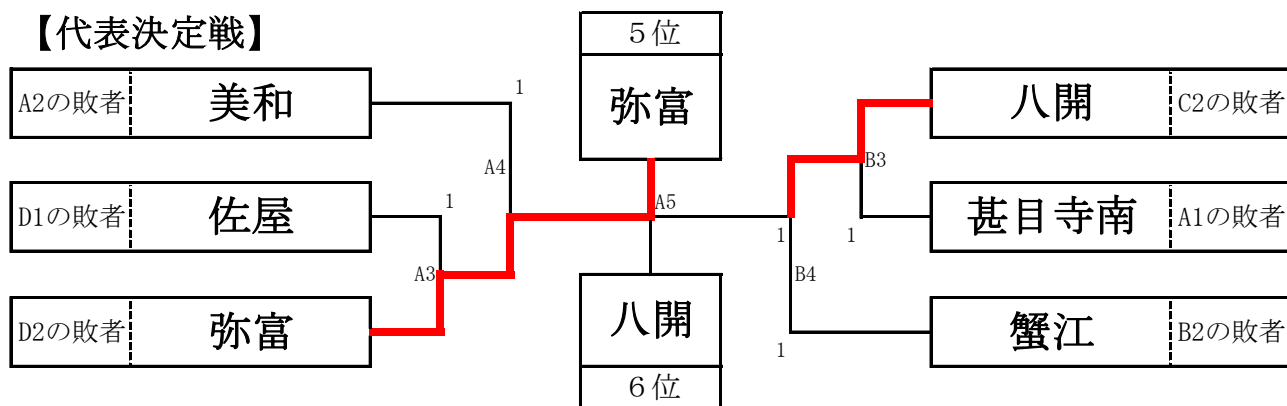 【代表決定戦】
5位
弥富
A2の敗者 美和
1
A4
D1の敗者 佐屋
1
A3
D2の敗者 弥富
A5
八開
6位
八開 C2の敗者
B3
甚目寺南 A1の敗者
1
1
B4
蟹江 B2の敗者
1